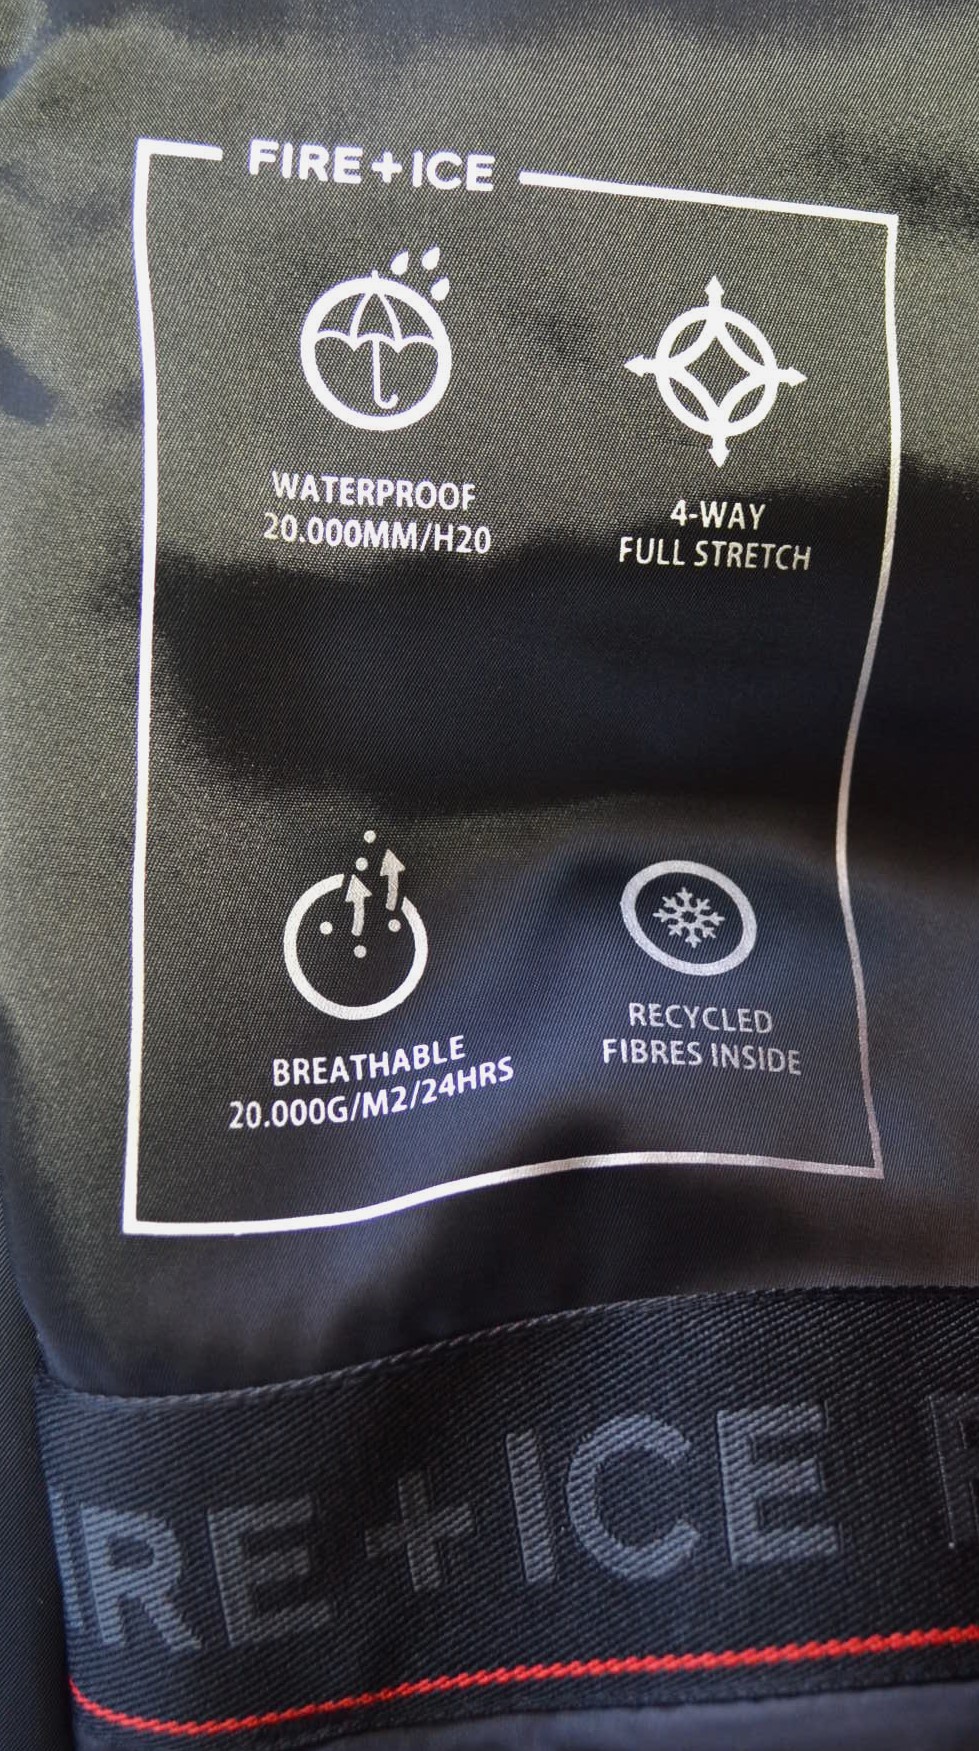 FIRE+ICE
WATERPROOF
20.000MM/H20
4-WAY
FULL STRETCH
BREATHABLE
20.000G/M2/24HRS
RECYCLED
FIBRES INSIDE
IRE+ICE F